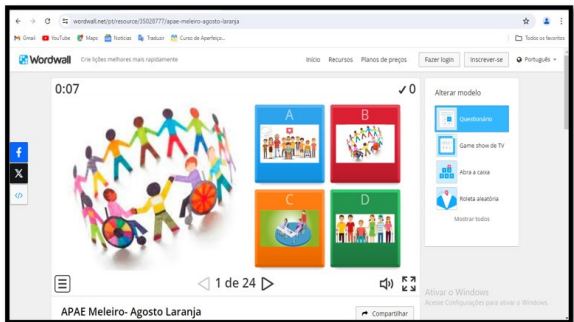 wordwall.net/pt/resource/35020777/apae-meleiro-agosto-laranja
Gmail YouTube Maps Notícias Traduzir Curso de Aperfeiço... Todos os favoritos
Wordwall Crie lições melhores mais rapidamente Início Recursos Planos de preços Fazer login Inscrever-se Português
0:07 ✓0
A B
C D
1 de 24
Alterar modelo
Questionário
Game show de TV
Abra a caixa
Roleta aleatória
Mostrar todos
Ativar o Windows
Acesse Configurações para ativar o Windows.
APAE Meleiro- Agosto Laranja Compartilhar